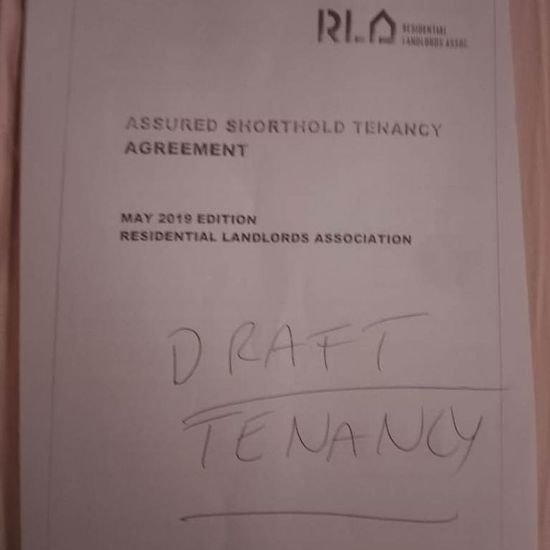 RLA RESIDENTIAL
LANDLORDS ASSOC.
ASSURED SHORTHOLD TENANCY
AGREEMENT
MAY 2019 EDITION
RESIDENTIAL LANDLORDS ASSOCIATION
DRAFT
TENANCY